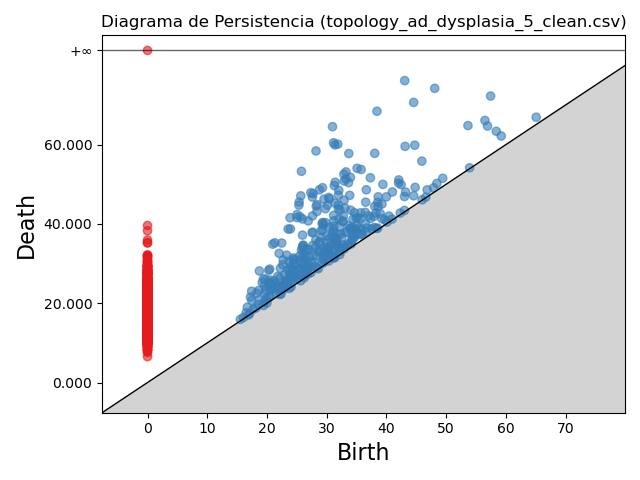 Diagrama de Persistencia (topology_ad_dysplasia_5_clean.csv)
+∞
60.000
40.000
20.000
0.000
Death
0 10 20 30 40 50 60 70
Birth